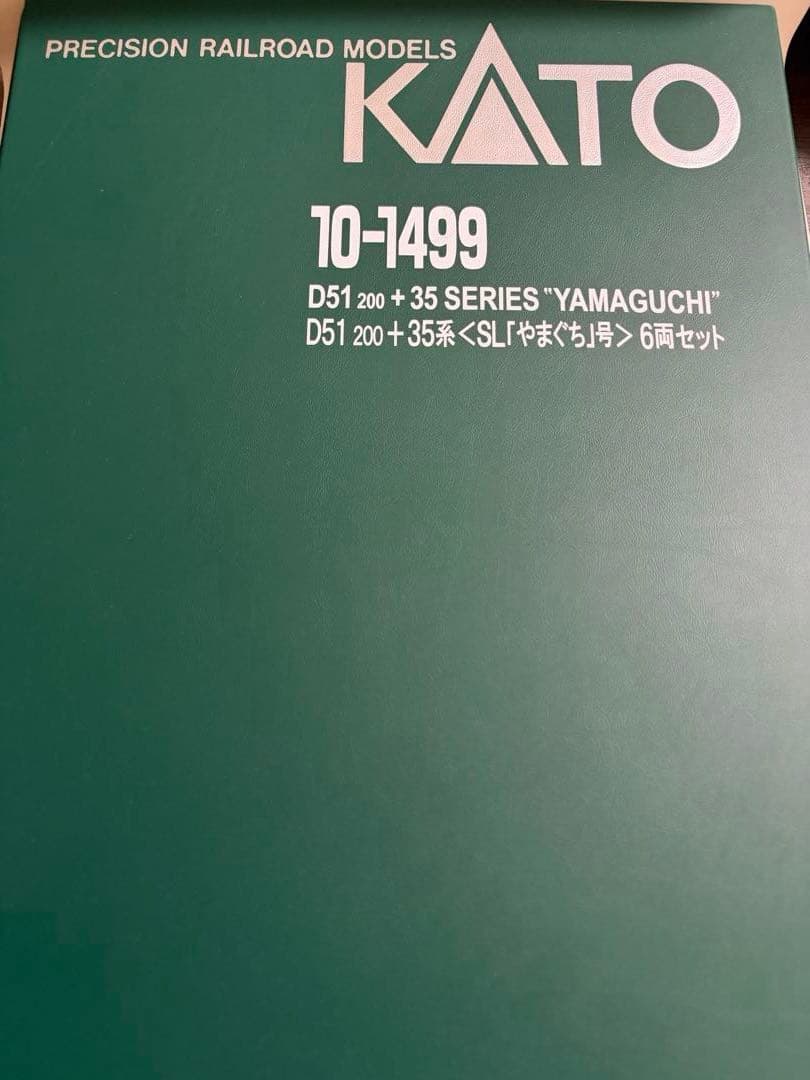 PRECISION RAILROAD MODELS
KATO
10-1499
D51 200 + 35 SERIES "YAMAGUCHI"
D51 200+35系<SL「やまぐち」号> 6両セット